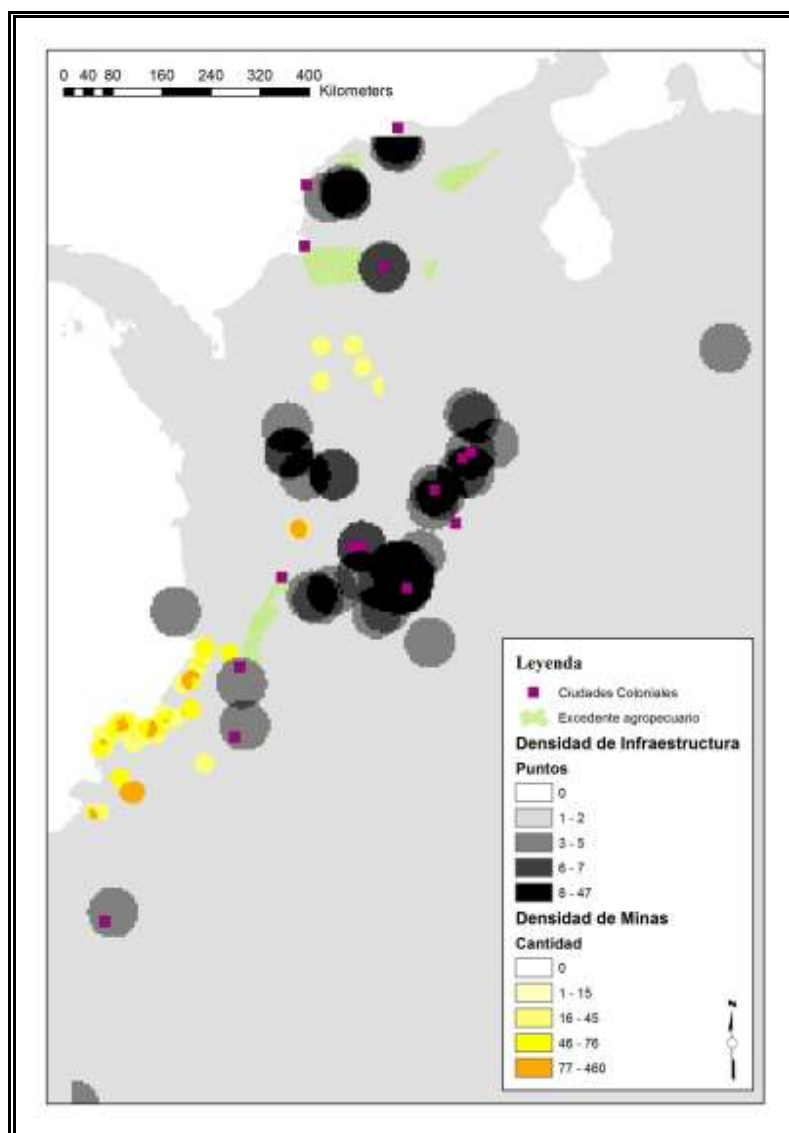 0 40 80 160 240 320 400
Kilometers
Leyenda
Ciudades Coloniales
Excedente agropecuario
Densidad de Infraestructura
Puntos
0
1 - 2
3 - 5
6 - 7
8 - 47
Densidad de Minas
Cantidad
0
1 - 15
16 - 45
46 - 76
77 - 460
N